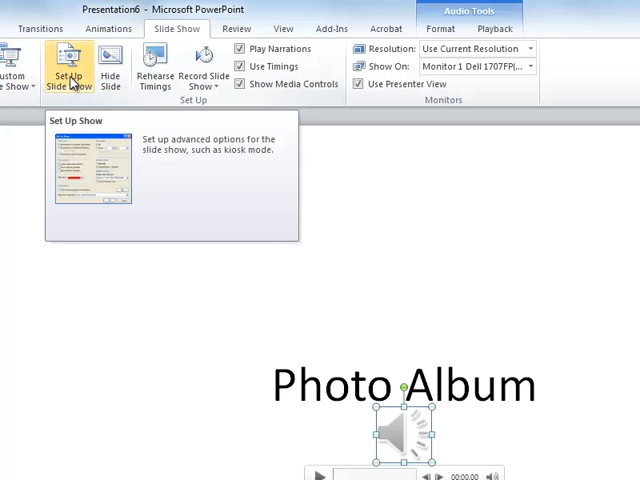 Presentation6 - Microsoft PowerPoint
Audio Tools
Transitions Animations Slide Show Review View Add-Ins Acrobat Format Playback
ustom
e Show
Set Up
Slide Show
Hide
Slide
Rehearse
Timings
Record Slide
Show
Play Narrations
Use Timings
Show Media Controls
Set Up
Resolution: Use Current Resolution
Show On: Monitor 1 Dell 1707FP(...
Use Presenter View
Monitors
Set Up Show
Set up advanced options for the
slide show, such as kiosk mode.
Photo Album
00:00.00